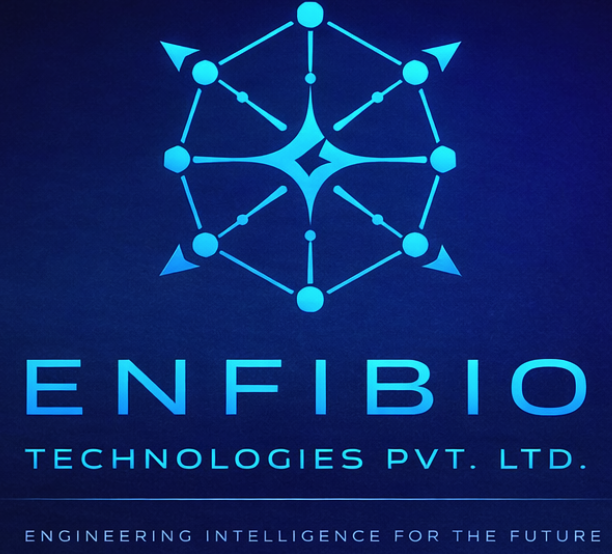 ENFIBIO
TECHNOLOGIES PVT. LTD.
ENGINEERING INTELLIGENCE FOR THE FUTURE